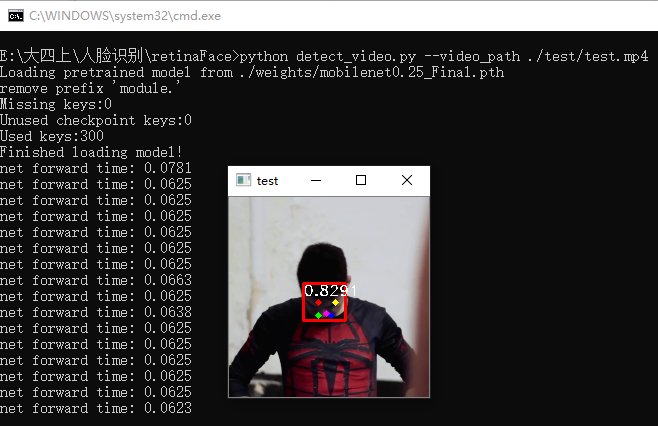 C:\WINDOWS\system32\cmd.exe
E:\大四上\人脸识别\retinaFace>python detect_video.py --video_path ./test/test.mp4
Loading pretrained model from ./weights/mobilenet0.25_Final.pth
remove prefix 'module.'
Missing keys:0
Unused checkpoint keys:0
Used keys:300
Finished loading model!
net forward time: 0.0781
net forward time: 0.0625
net forward time: 0.0625
net forward time: 0.0625
net forward time: 0.0625
net forward time: 0.0625
net forward time: 0.0625
net forward time: 0.0663
net forward time: 0.0625
net forward time: 0.0638
net forward time: 0.0625
net forward time: 0.0625
net forward time: 0.0625
net forward time: 0.0625
net forward time: 0.0625
net forward time: 0.0623
test
0.8291